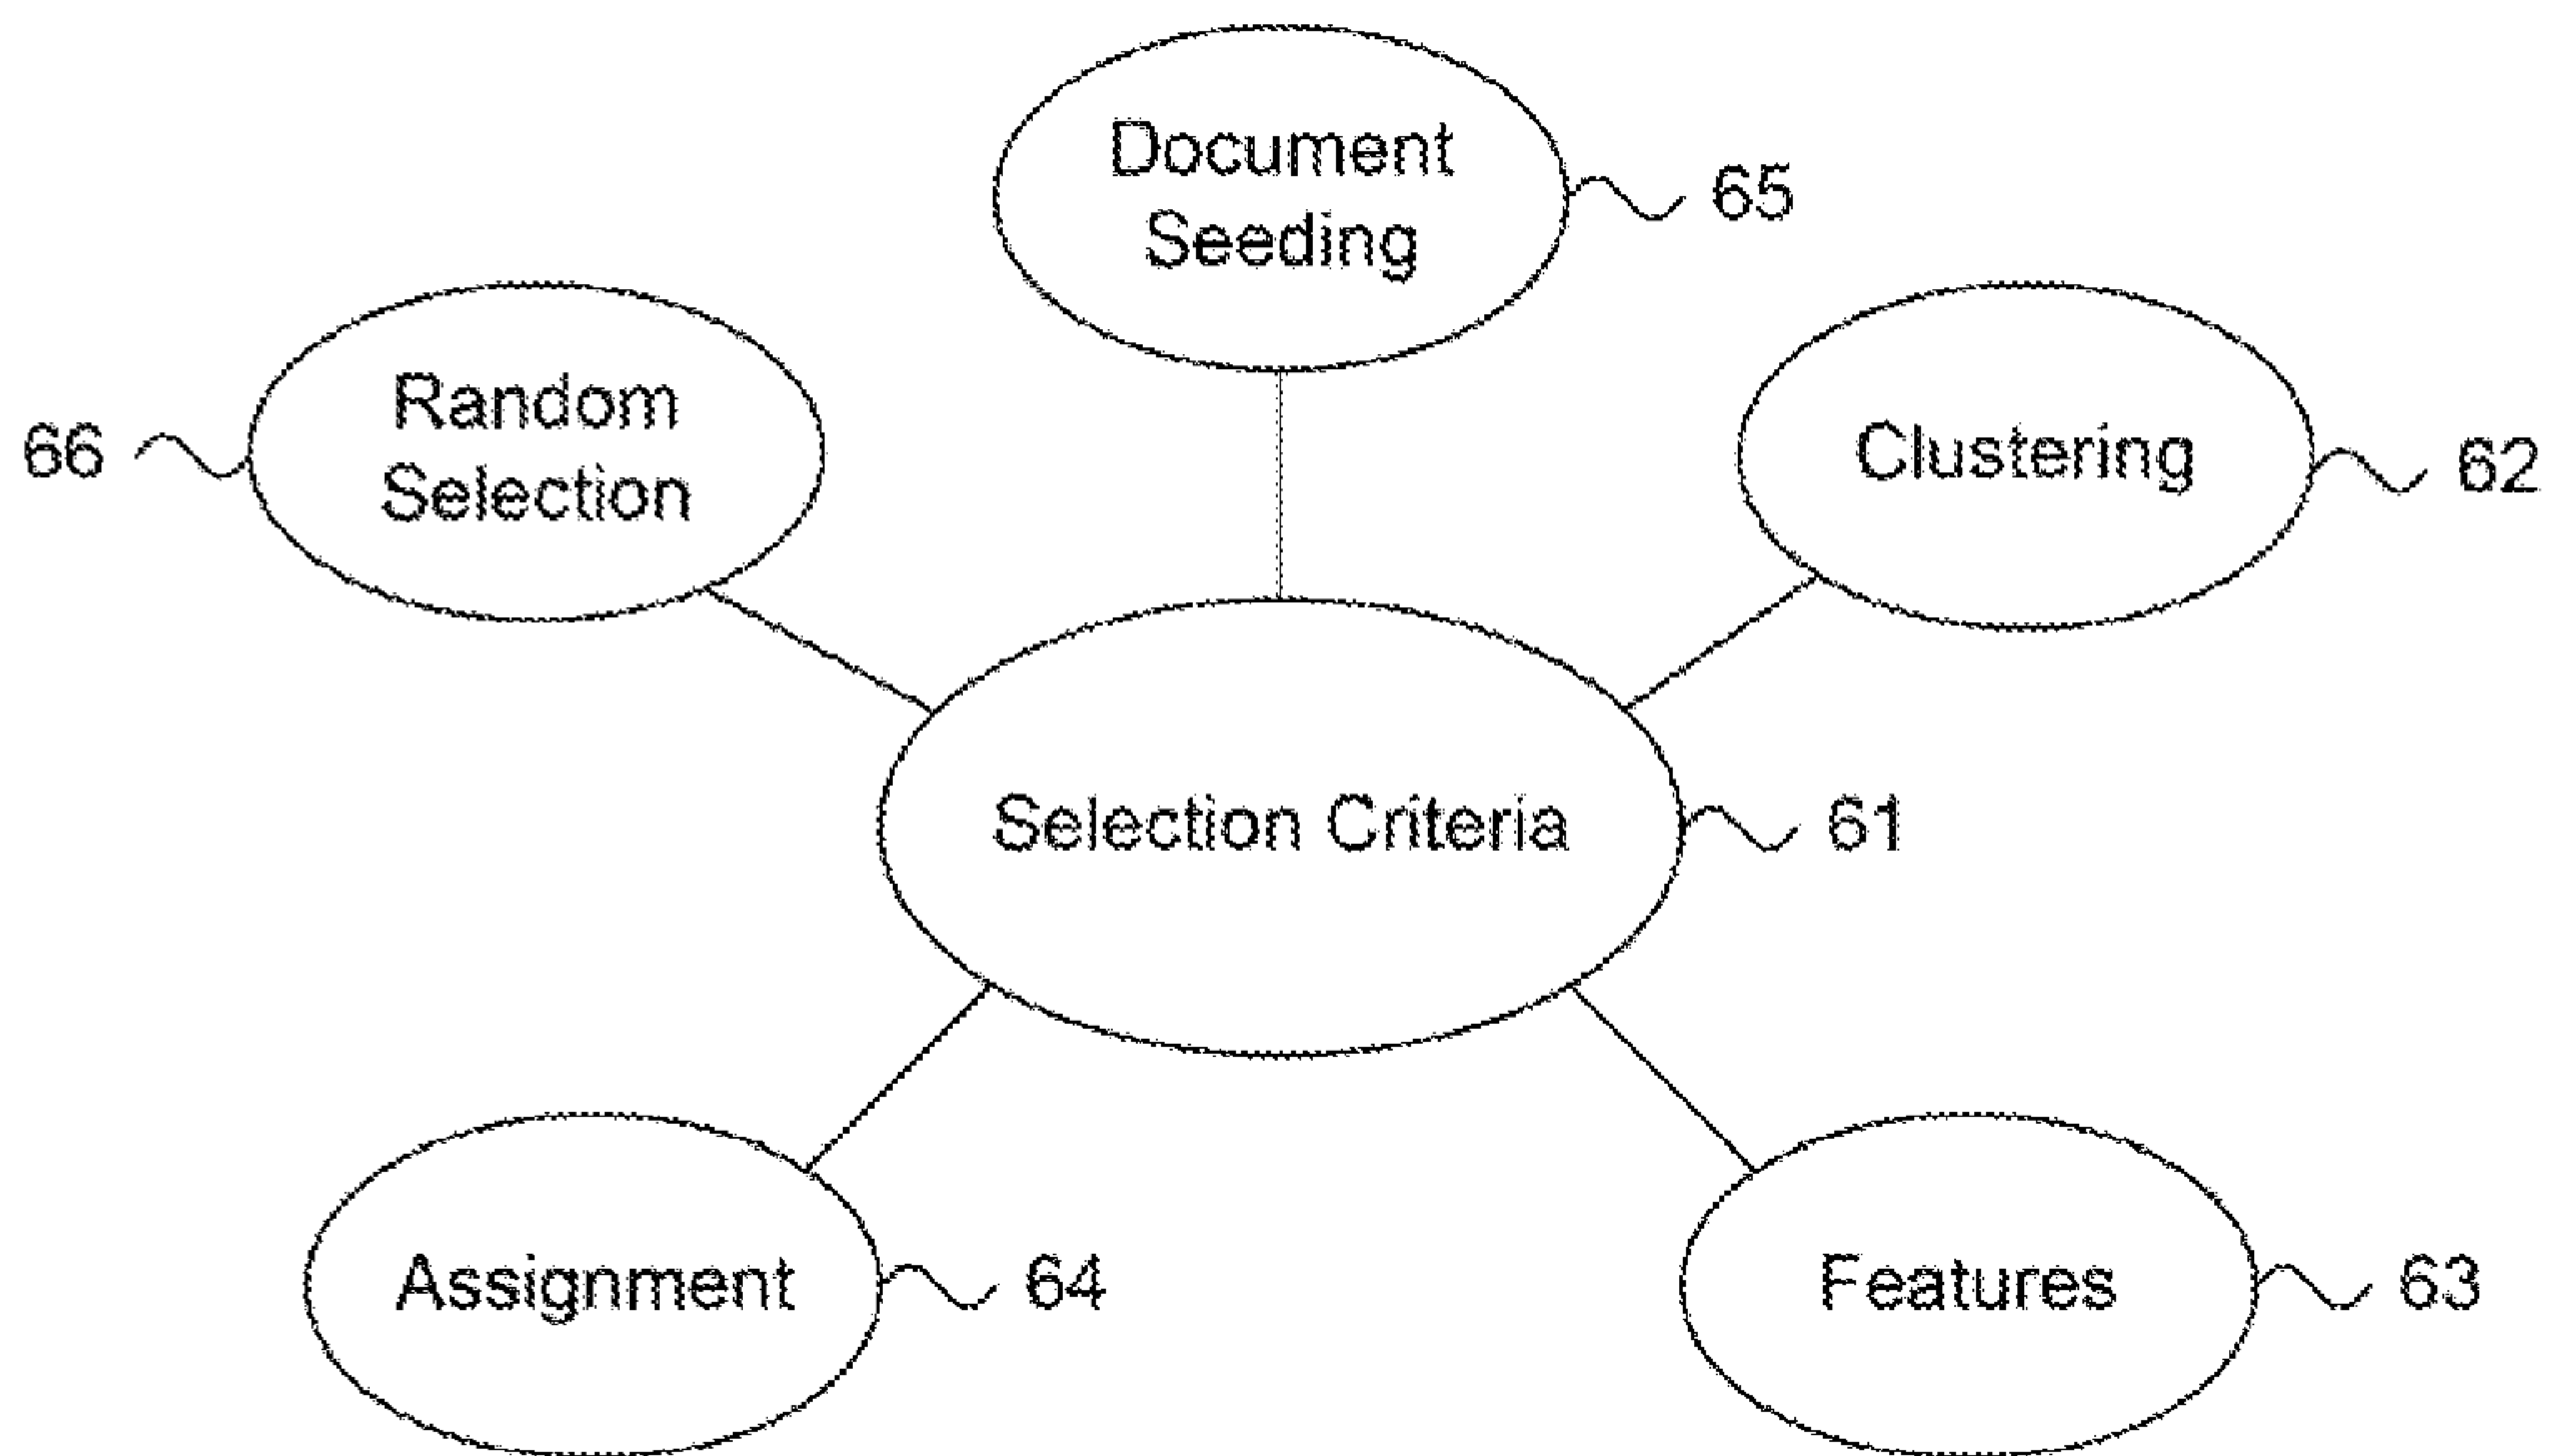 Document
Seeding
65
Random
Selection
66
Clustering
62
Selection Criteria
61
Assignment
64
Features
63